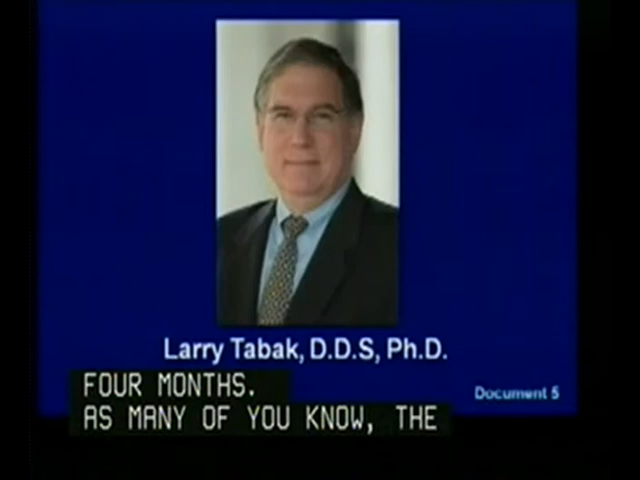 Larry Tabak, D.D.S, Ph.D.
FOUR MONTHS.
AS MANY OF YOU KNOW, THE
Document 5